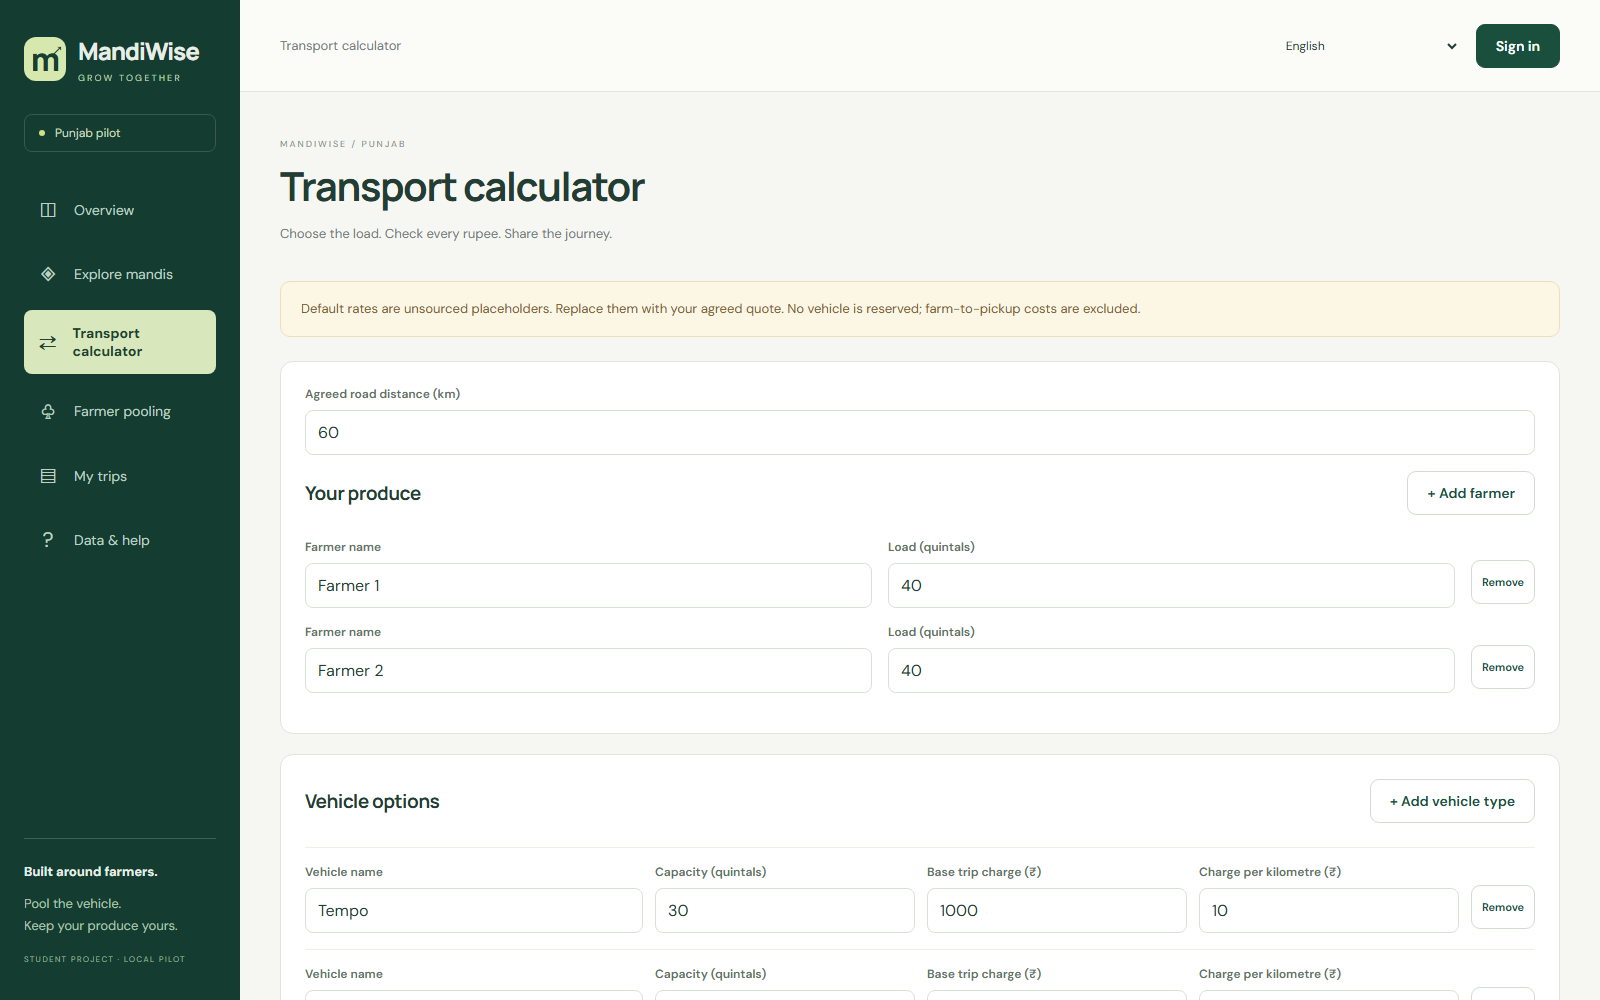 MandiWise
GROW TOGETHER
Punjab pilot
Overview
Explore mandis
Transport
calculator
Farmer pooling
My trips
? Data & help
Built around farmers.
Pool the vehicle.
Keep your produce yours.
STUDENT PROJECT · LOCAL PILOT
Transport calculator
English
Sign in
MANDIWISE / PUNJAB
Transport calculator
Choose the load. Check every rupee. Share the journey.
Default rates are unsourced placeholders. Replace them with your agreed quote. No vehicle is reserved; farm-to-pickup costs are excluded.
Agreed road distance (km)
60
Your produce
+ Add farmer
Farmer name Load (quintals)
Farmer 1 40 Remove
Farmer name Load (quintals)
Farmer 2 40 Remove
Vehicle options
+ Add vehicle type
Vehicle name Capacity (quintals) Base trip charge (₹) Charge per kilometre (₹)
Tempo 30 1000 10 Remove
Vehicle name Capacity (quintals) Base trip charge (₹) Charge per kilometre (₹)